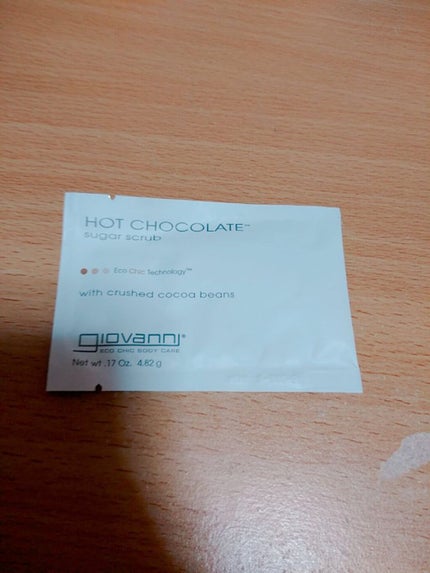 HOT CHOCOLATE™
sugar scrub
Eco Chic Technology™
with crushed cocoa beans
giovanni®
ECO CHIC BODY CARE
Net wt .17 Oz. 4.82 g